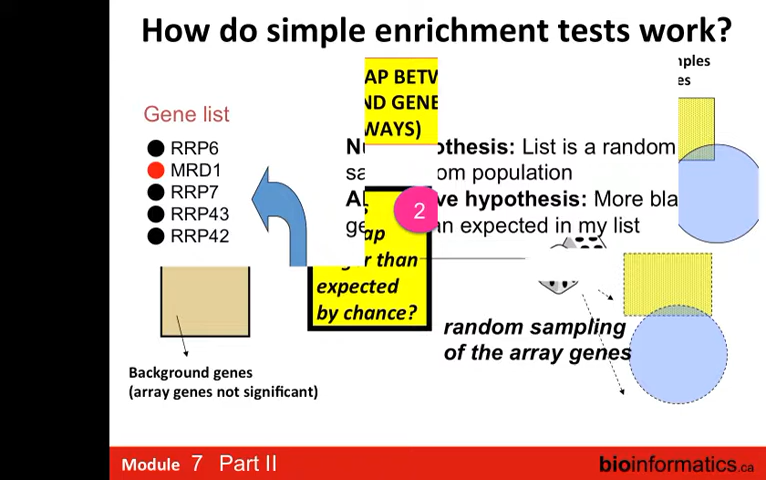 How do simple enrichment tests work?
Gene list
RRP6
MRD1
RRP7
RRP43
RRP42
AP BETV
ND GENE
WAYS)
othesis: List is a random
om population
ve hypothesis: More bla
n expected in my list
2
r than
expected
by chance?
random sampling
of the array genes
Background genes
(array genes not significant)
Module 7 Part II
bioinformatics.ca